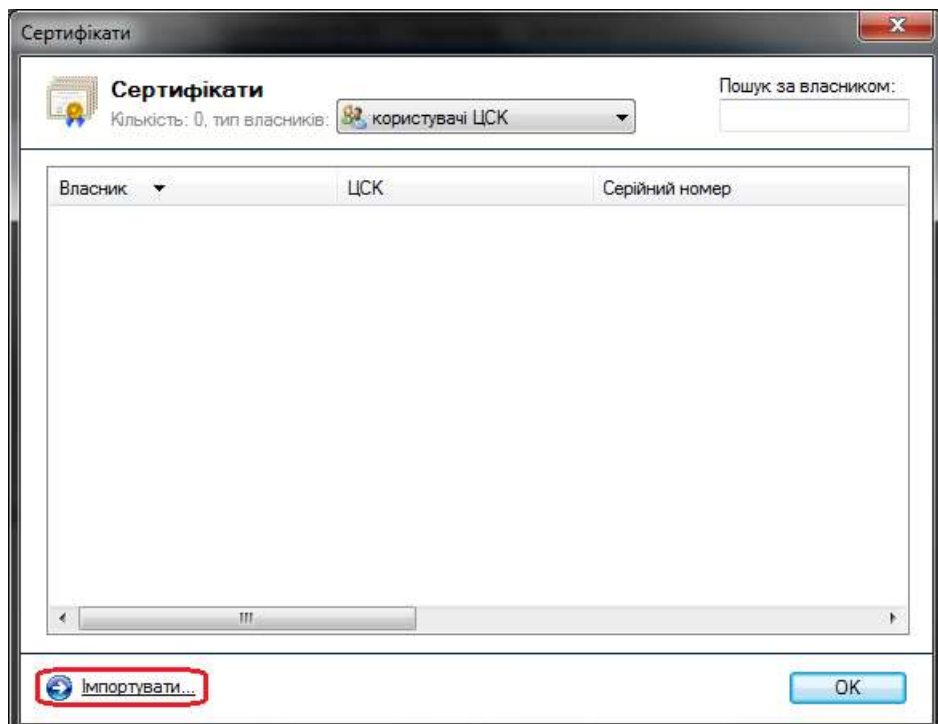 Сертифікати
Сертифікати
Пошук за власником:
Кількість: 0, тип власників: користувачі ЦСК
Власник ЦСК Серійний номер
Імпортувати... OK